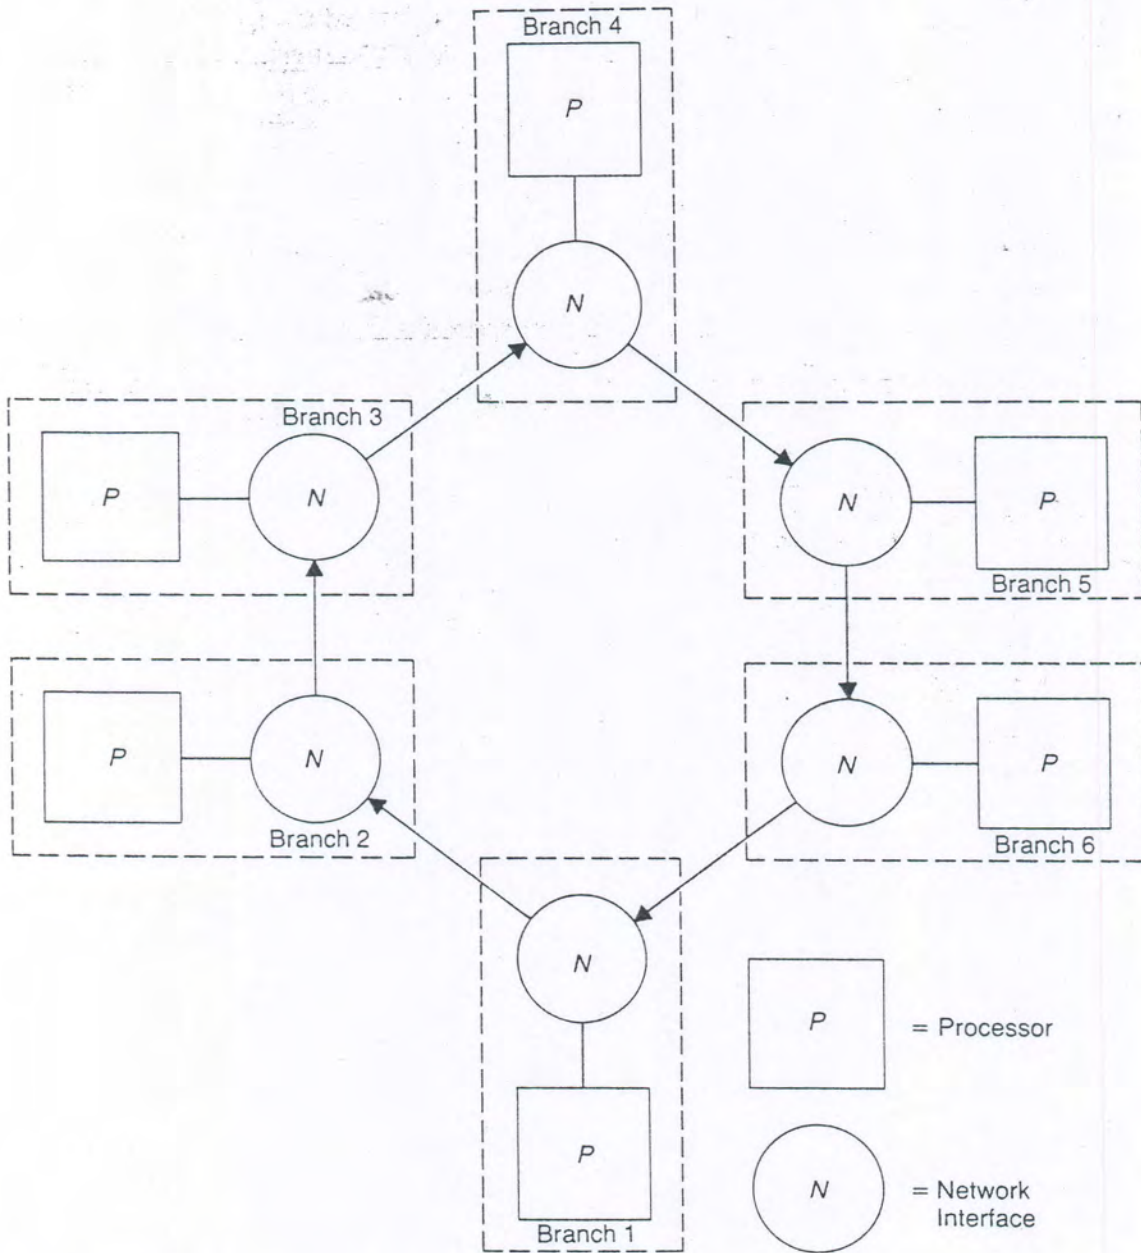 Branch 4
P
N
Branch 3
P
N
N
P
Branch 5
P
N
Branch 2
N
P
Branch 6
N
P
Branch 1
P
= Processor
N
= Network
Interface